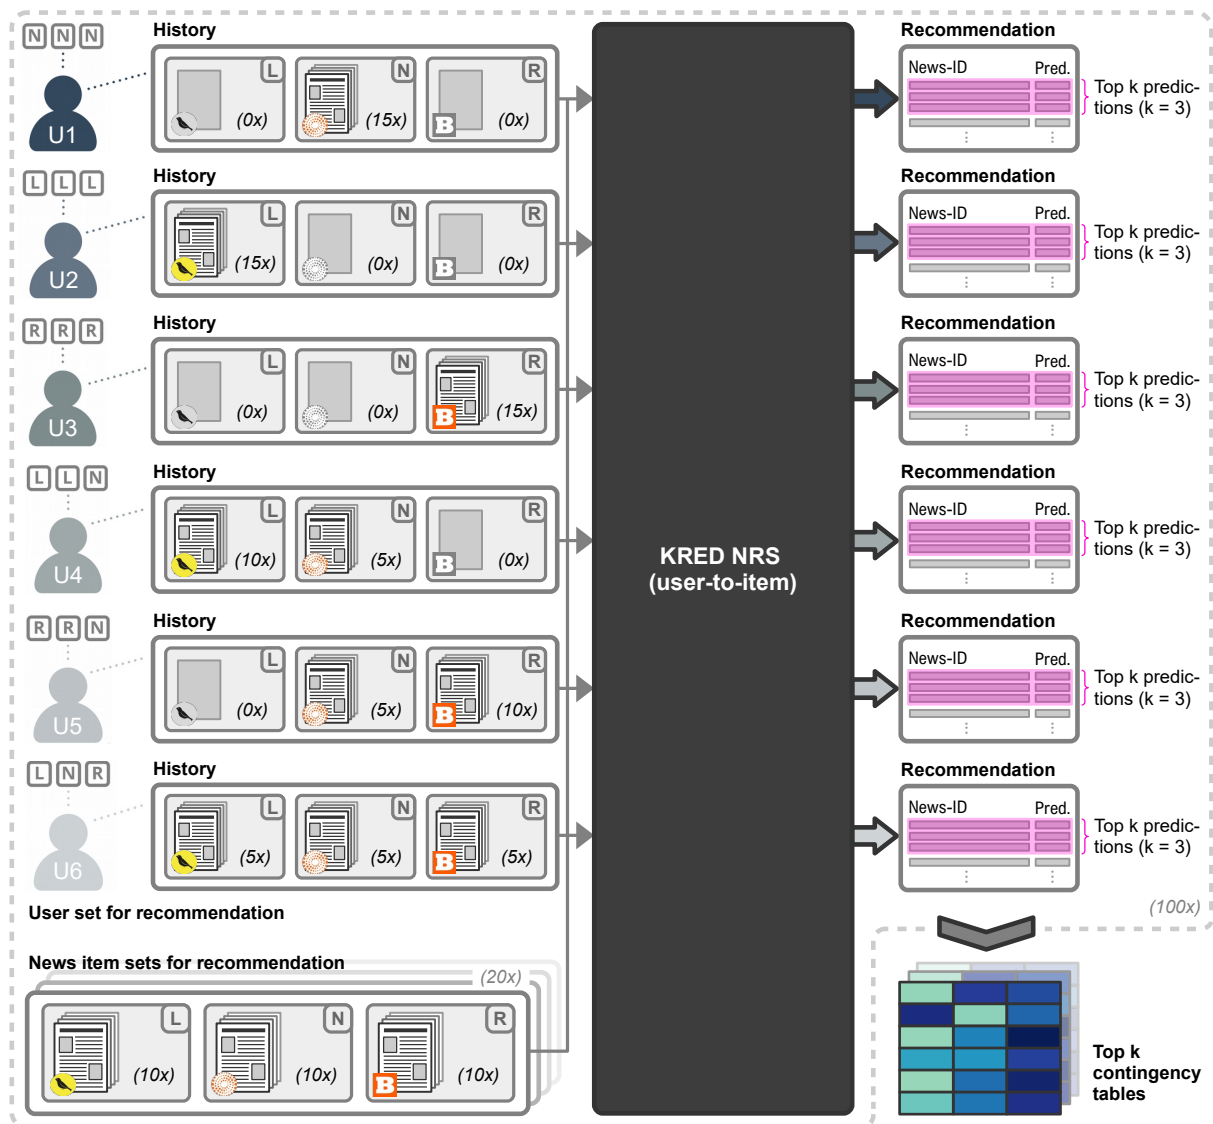 N N N
U1
History
L
(0x)
N
(15x)
R
B
(0x)
Recommendation
News-ID Pred.
Top k predic-
tions (k = 3)
L L L
U2
History
L
(15x)
N
(0x)
R
B
(0x)
Recommendation
News-ID Pred.
Top k predic-
tions (k = 3)
R R R
U3
History
L
(0x)
N
(0x)
R
B
(15x)
Recommendation
News-ID Pred.
Top k predic-
tions (k = 3)
L L N
U4
History
L
(10x)
N
(5x)
R
B
(0x)
Recommendation
News-ID Pred.
Top k predic-
tions (k = 3)
R R N
U5
History
L
(0x)
N
(5x)
R
B
(10x)
Recommendation
News-ID Pred.
Top k predic-
tions (k = 3)
L N R
U6
History
L
(5x)
N
(5x)
R
B
(5x)
Recommendation
News-ID Pred.
Top k predic-
tions (k = 3)
KRED NRS
(user-to-item)
User set for recommendation
(100x)
News item sets for recommendation
(20x)
L
(10x)
N
(10x)
R
B
(10x)
Top k
contingency
tables